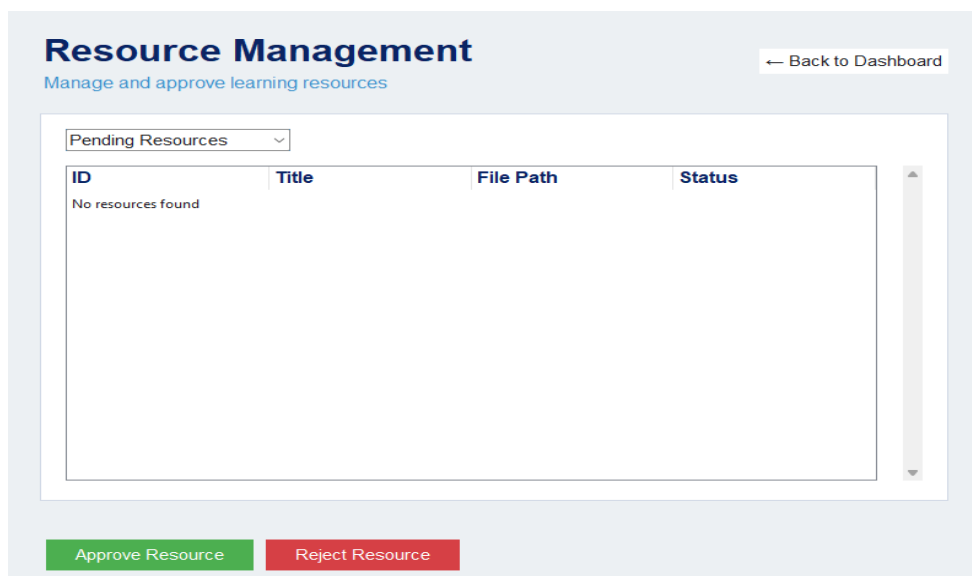 Resource Management
← Back to Dashboard
Manage and approve learning resources
Pending Resources
ID Title File Path Status
No resources found
Approve Resource Reject Resource